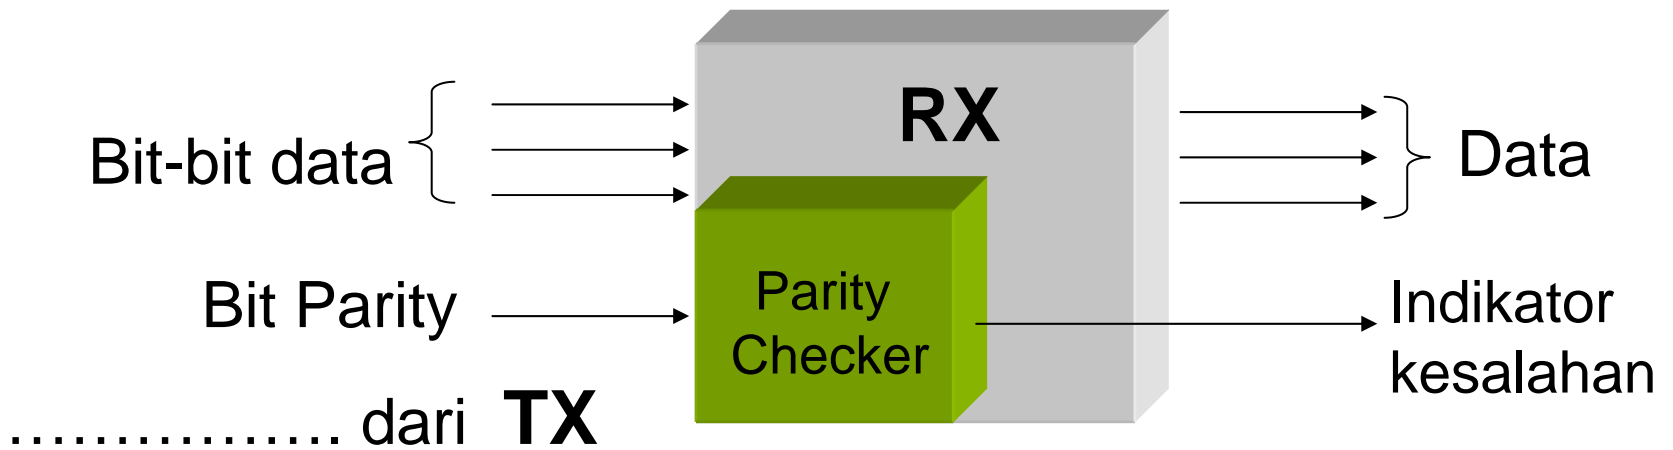 RX
Bit-bit data
Data
Bit Parity
Parity
Checker
Indikator
kesalahan
................ dari TX